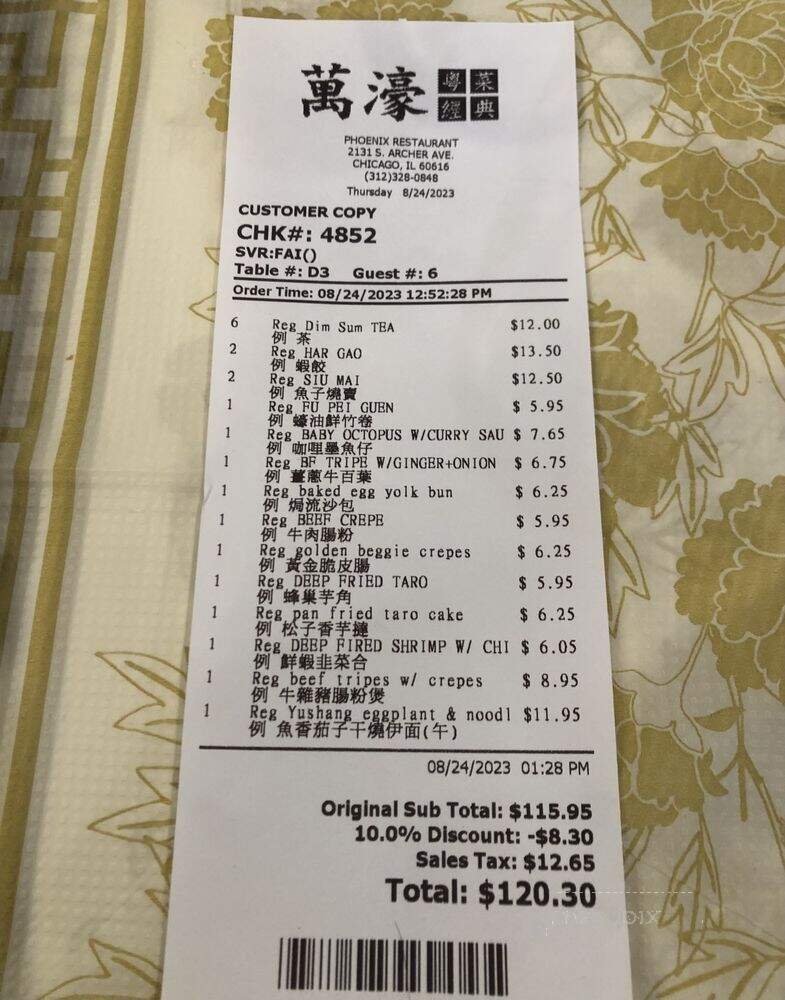 萬濠 粵菜
經典
PHOENIX RESTAURANT
2131 S. ARCHER AVE.
CHICAGO, IL 60616
(312)328-0848
Thursday 8/24/2023
CUSTOMER COPY
CHK#: 4852
SVR:FAI()
Table #: D3 Guest #: 6
Order Time: 08/24/2023 12:52:28 PM
6 Reg Dim Sum TEA $12.00
例 茶
2 Reg HAR GAO $13.50
例 蝦餃
2 Reg SIU MAI $12.50
例 魚子燒賣
1 Reg FU PEI GUEN $ 5.95
例 蠔油鮮竹卷
1 Reg BABY OCTOPUS W/CURRY SAU $ 7.65
例 咖哩墨魚仔
1 Reg BF TRIPE W/GINGER+ONION $ 6.75
例 薑蔥牛百葉
1 Reg baked egg yolk bun $ 6.25
例 焗流沙包
1 Reg BEEF CREPE $ 5.95
例 牛肉腸粉
1 Reg golden beggie crepes $ 6.25
例 黃金脆皮腸
1 Reg DEEP FRIED TARO $ 5.95
例 蜂巢芋角
1 Reg pan fried taro cake $ 6.25
例 松子香芋撻
1 Reg DEEP FIRED SHRIMP W/ CHI $ 6.05
例 鮮蝦韭菜合
1 Reg beef tripes w/ crepes $ 8.95
例 牛雜豬腸粉煲
1 Reg Yushang eggplant & noodl $11.95
例 魚香茄子干燒伊面(午)
08/24/2023 01:28 PM
Original Sub Total: $115.95
10.0% Discount: -$8.30
Sales Tax: $12.65
Total: $120.30